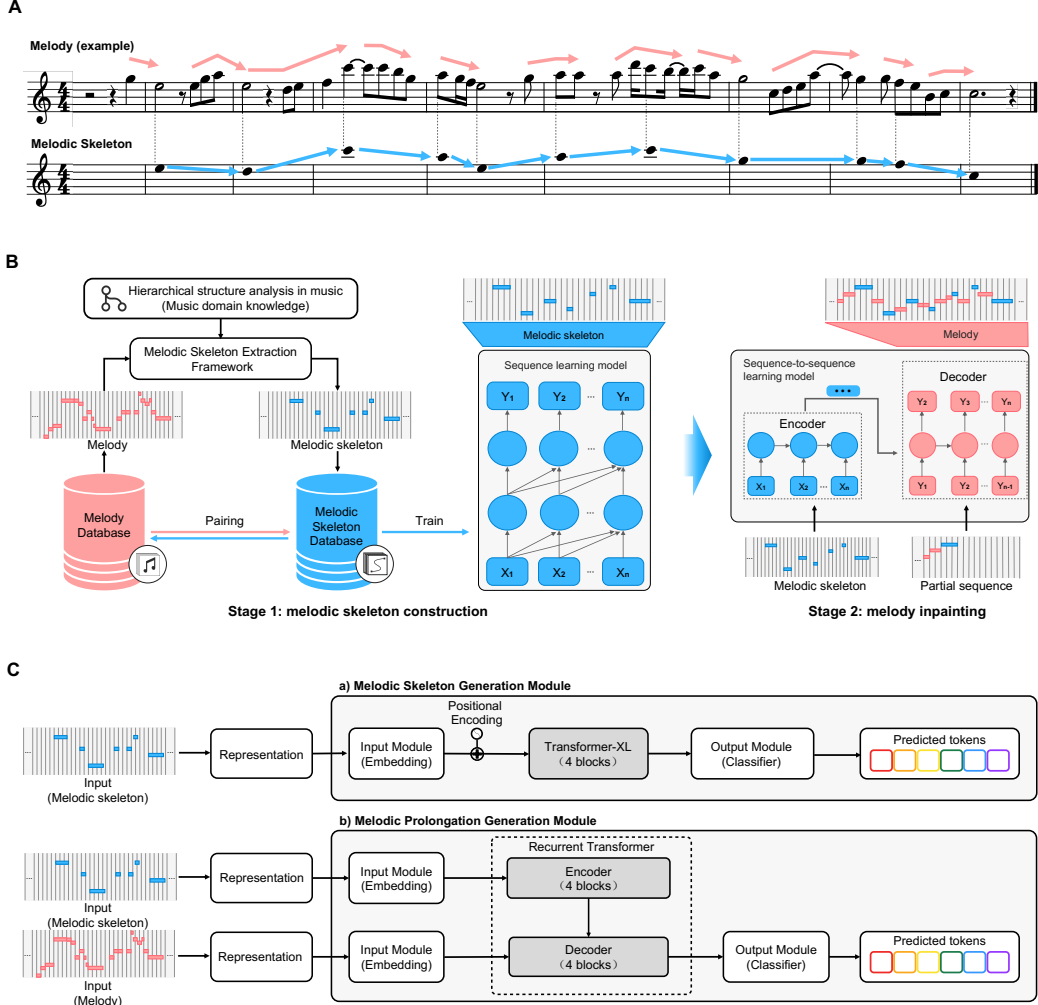 A
Melody (example)
4
4
Melodic Skeleton
4
4
B
Hierarchical structure analysis in music
(Music domain knowledge)
Melodic Skeleton Extraction
Framework
...
...
Melody
...
...
Melodic skeleton
Melody
Database
Pairing
Melodic
Skeleton
Database
Train
...
...
Melodic skeleton
Sequence learning model
Y₁
Y₂
...
Yₙ
...
...
X₁
X₂
...
Xₙ
Stage 1: melodic skeleton construction
...
...
Melody
Sequence-to-sequence
learning model
...
Encoder
...
X₁
X₂
...
Xₙ
Decoder
Y₂
Y₃
...
Yₙ
...
Y₁
Y₂
...
Yₙ₋₁
...
...
Melodic skeleton
...
Partial sequence
Stage 2: melody inpainting
C
a) Melodic Skeleton Generation Module
...
...
Input
(Melodic skeleton)
Representation
Input Module
(Embedding)
Positional
Encoding
Transformer-XL
(4 blocks)
Output Module
(Classifier)
Predicted tokens
b) Melodic Prolongation Generation Module
...
...
Input
(Melodic skeleton)
Representation
Input Module
(Embedding)
Recurrent Transformer
Encoder
(4 blocks)
...
...
Input
(Melody)
Representation
Input Module
(Embedding)
Decoder
(4 blocks)
Output Module
(Classifier)
Predicted tokens